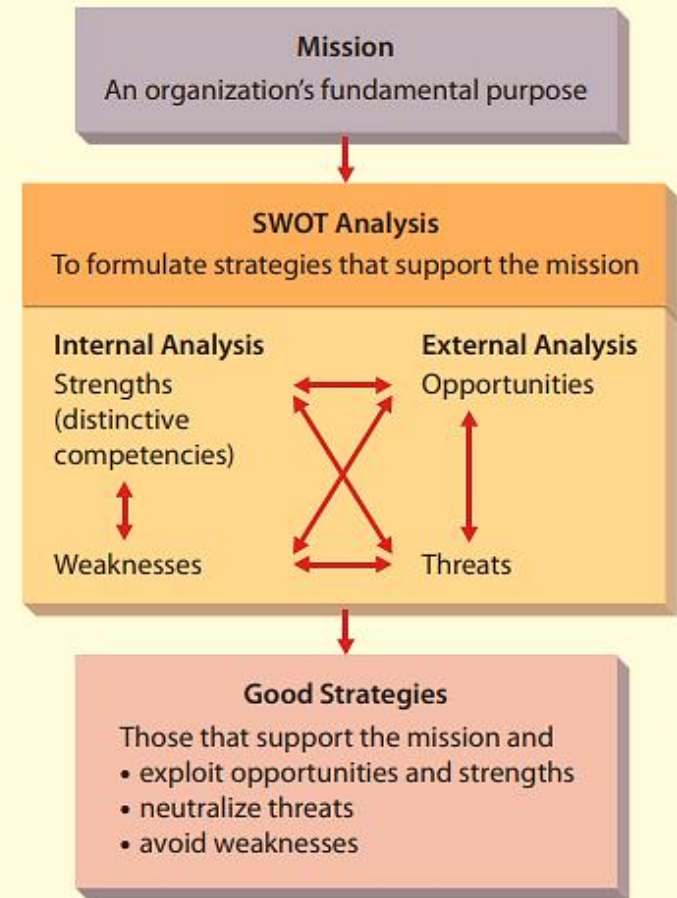 Mission
An organization’s fundamental purpose
SWOT Analysis
To formulate strategies that support the mission
Internal Analysis
Strengths
(distinctive
competencies)
Weaknesses
External Analysis
Opportunities
Threats
Good Strategies
Those that support the mission and
• exploit opportunities and strengths
• neutralize threats
• avoid weaknesses